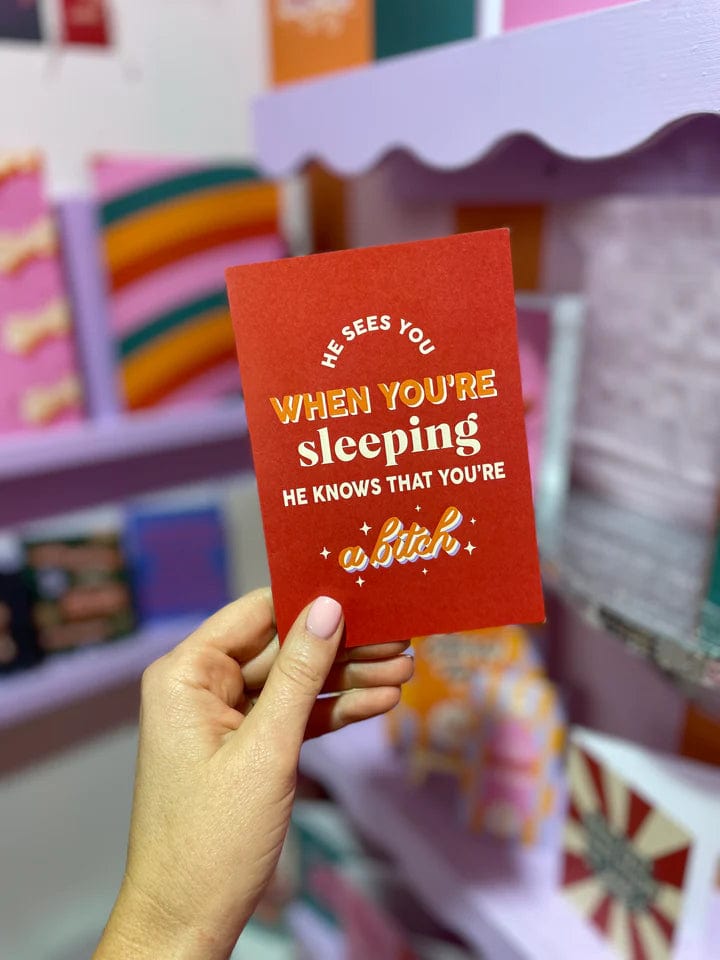 HE SEES YOU
WHEN YOU'RE
sleeping
HE KNOWS THAT YOU'RE
a bitch